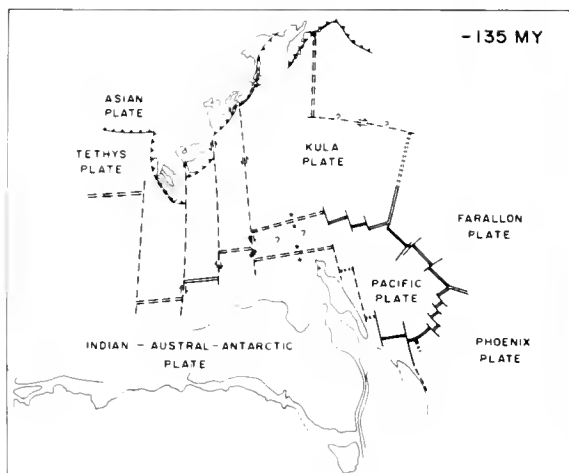 -135 MY
ASIAN
PLATE
TETHYS
PLATE
KULA
PLATE
?
?
?
?
FARALLON
PLATE
PACIFIC
PLATE
INDIAN - AUSTRAL - ANTARCTIC
PLATE
PHOENIX
PLATE